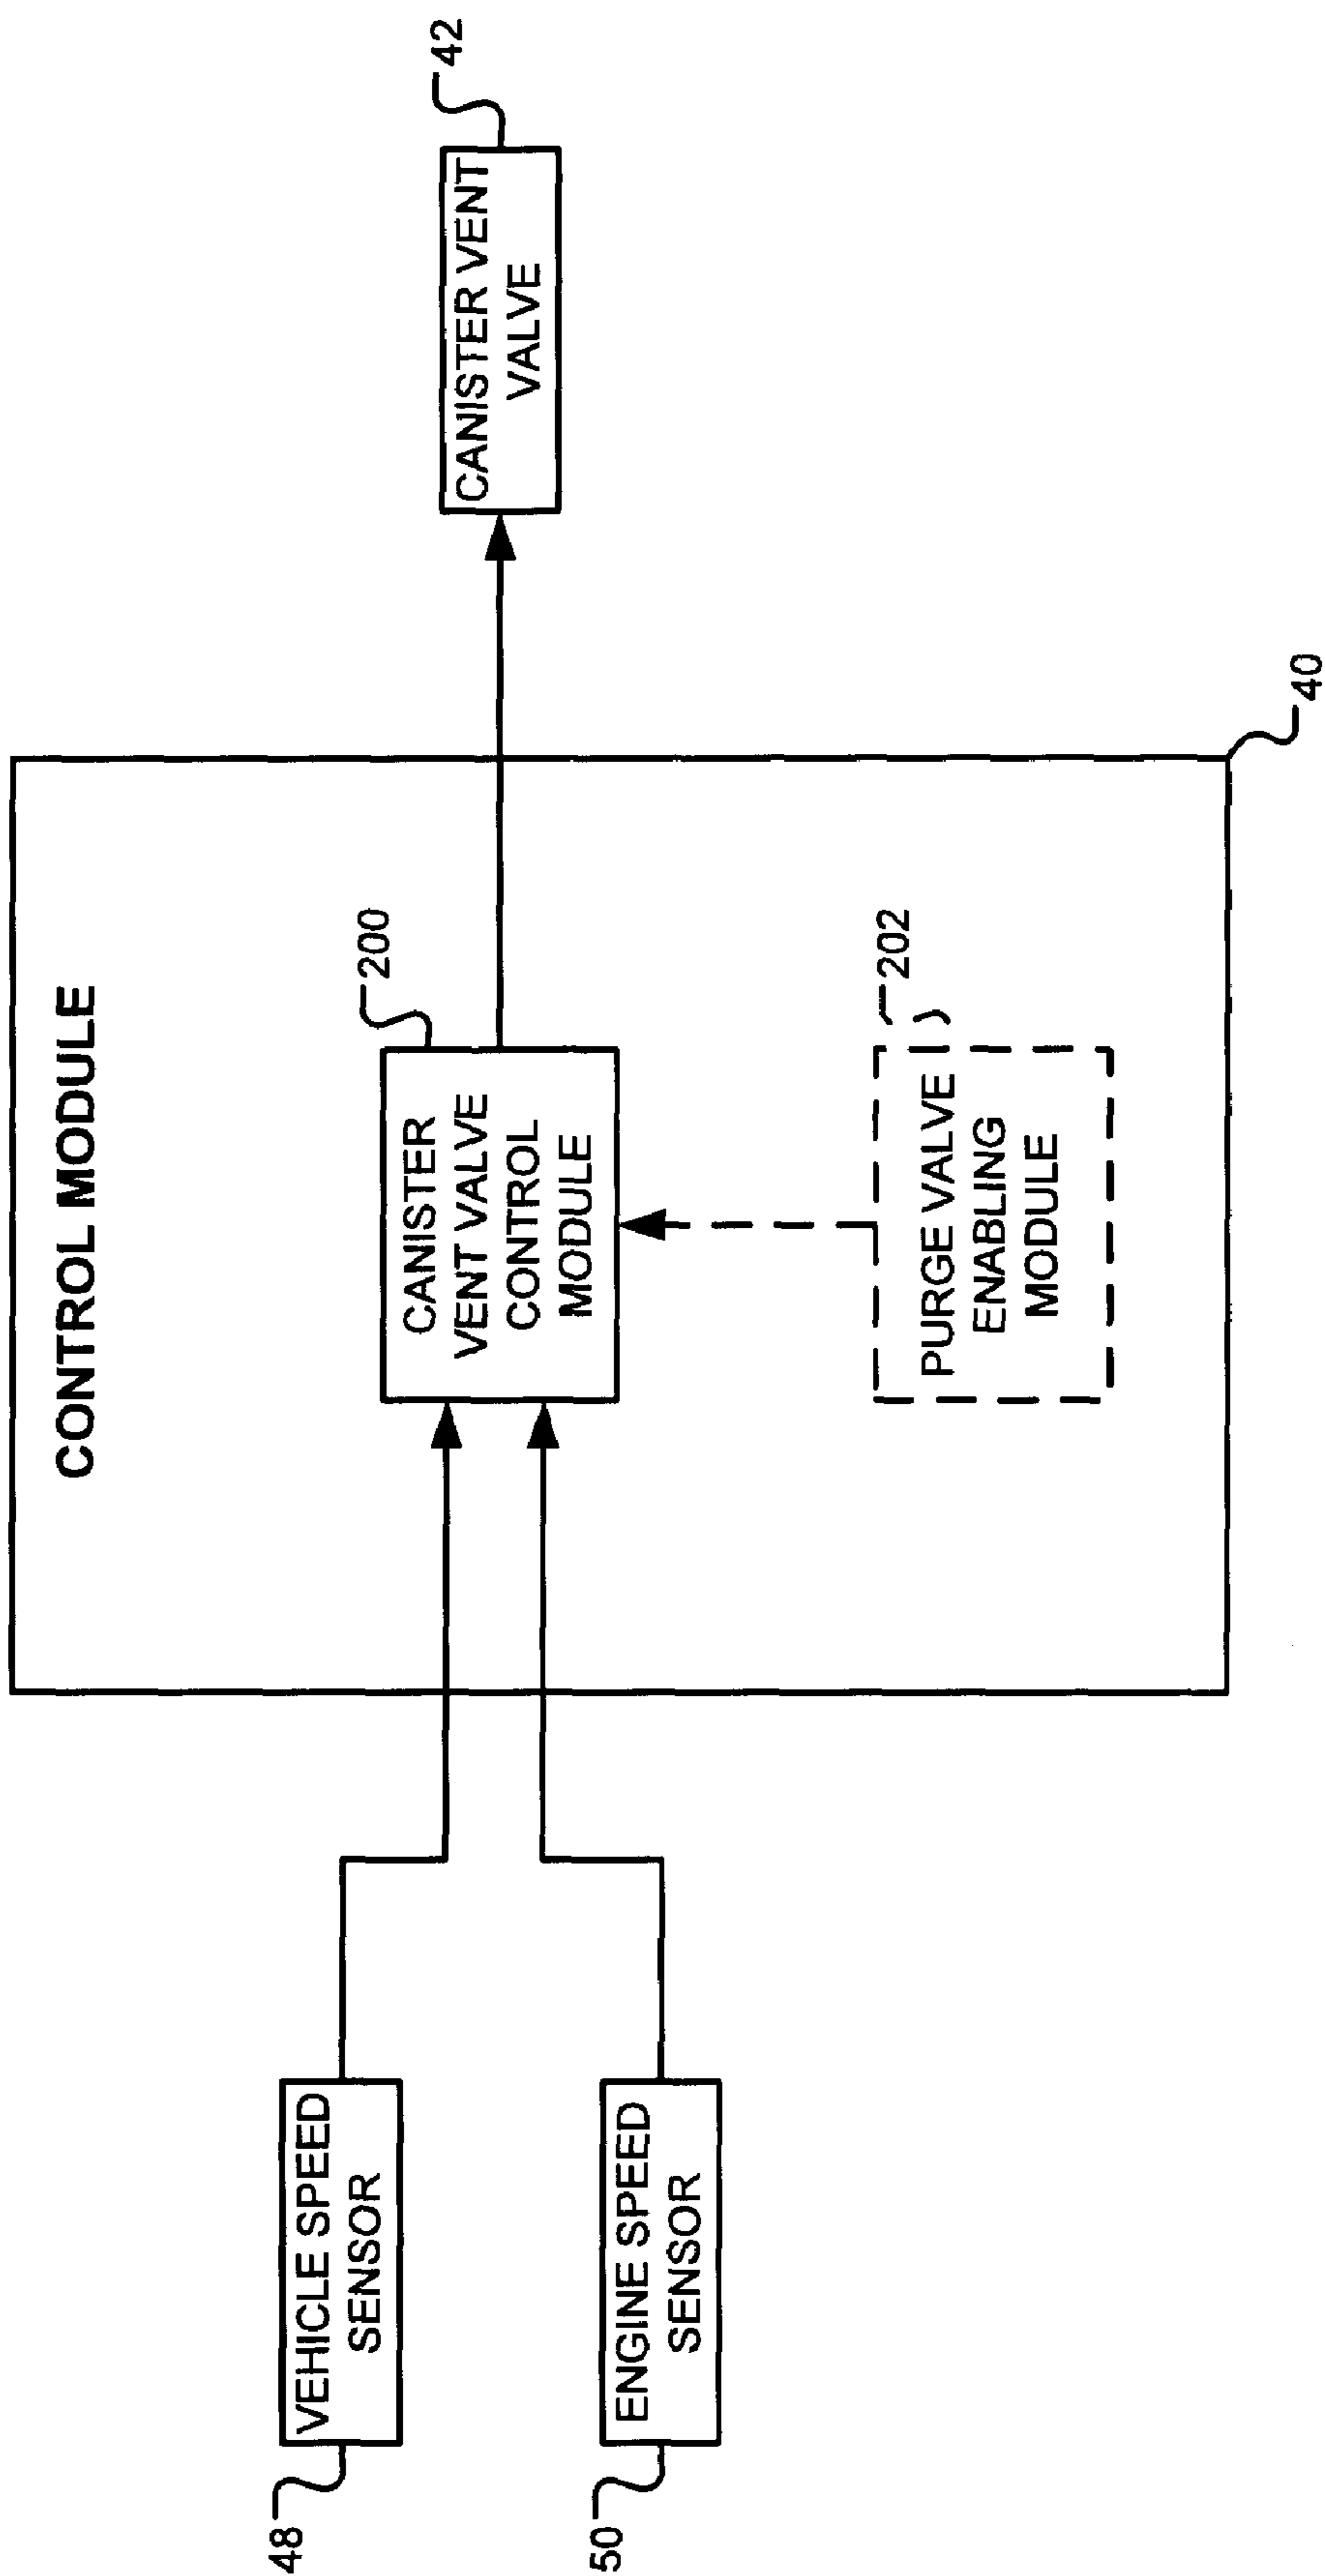 CONTROL MODULE
48
VEHICLE SPEED
SENSOR
50
ENGINE SPEED
SENSOR
200
CANISTER
VENT VALVE
CONTROL
MODULE
202
PURGE VALVE
ENABLING
MODULE
40
42
CANISTER VENT
VALVE